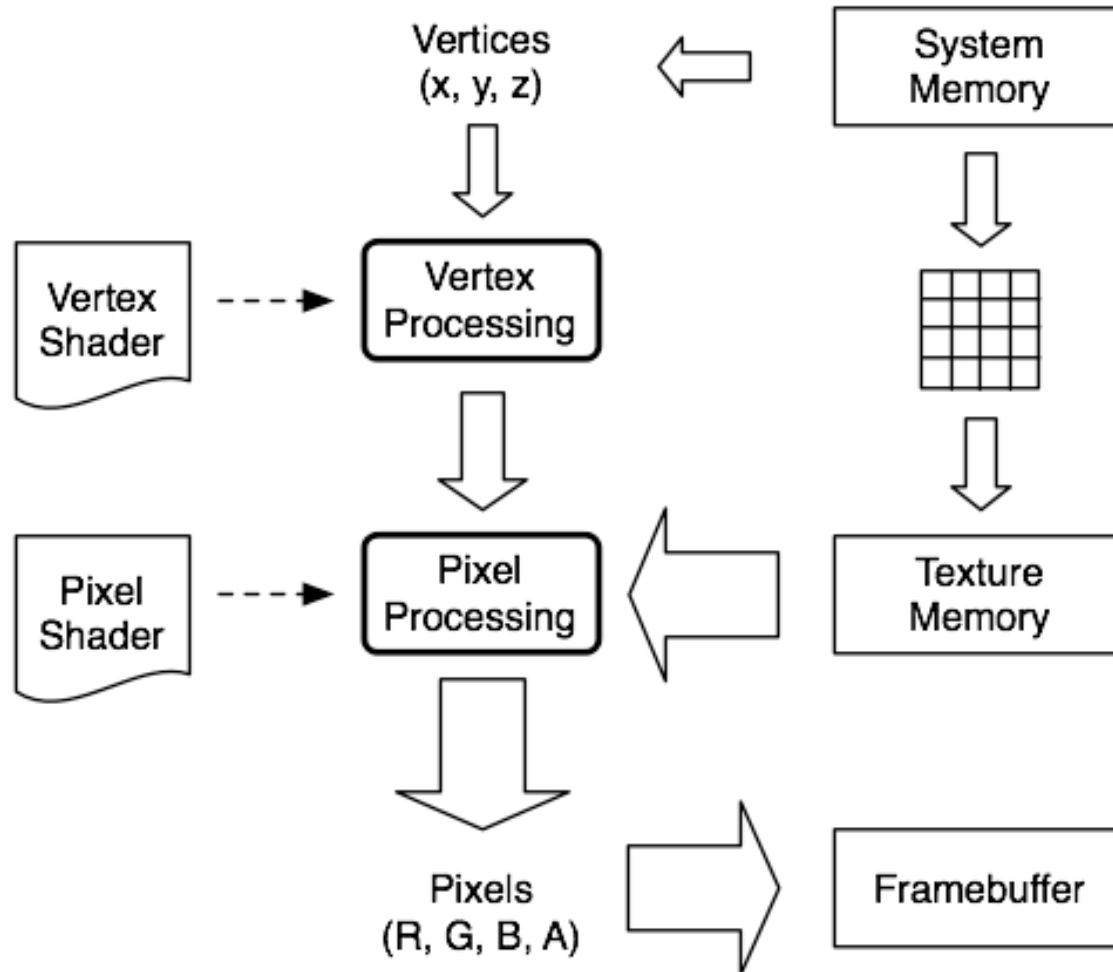 Vertices
(x, y, z)
System
Memory
Vertex
Shader
Vertex
Processing
Pixel
Shader
Pixel
Processing
Texture
Memory
Pixels
(R, G, B, A)
Framebuffer